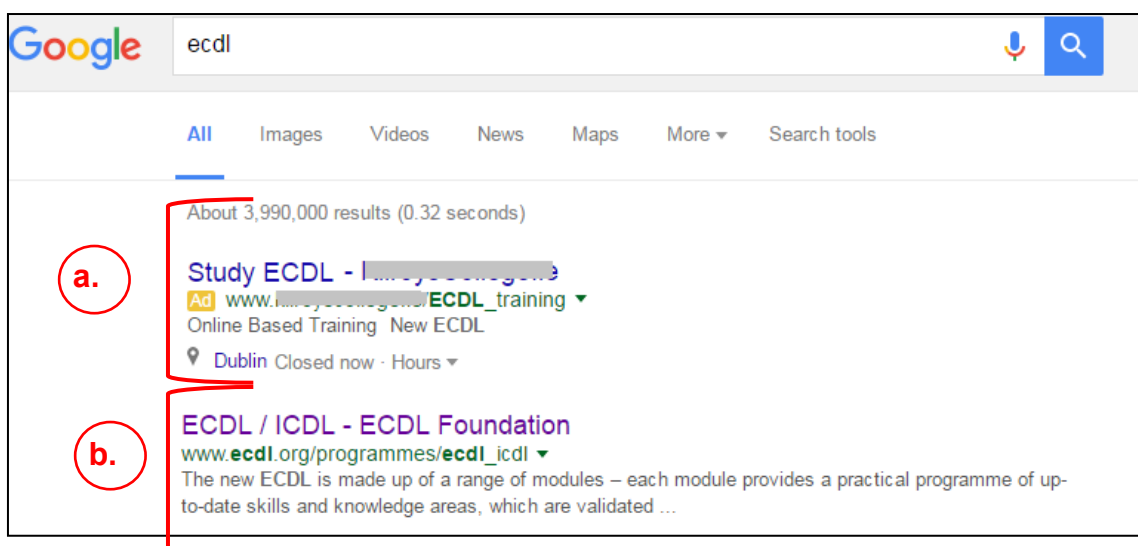 Google ecdl
All Images Videos News Maps More Search tools
About 3,990,000 results (0.32 seconds)
a.
Study ECDL -
Ad www. /ECDL_training
Online Based Training New ECDL
Dublin Closed now · Hours
b.
ECDL / ICDL - ECDL Foundation
www.ecdl.org/programmes/ecdl_icdl
The new ECDL is made up of a range of modules – each module provides a practical programme of up-
to-date skills and knowledge areas, which are validated ...